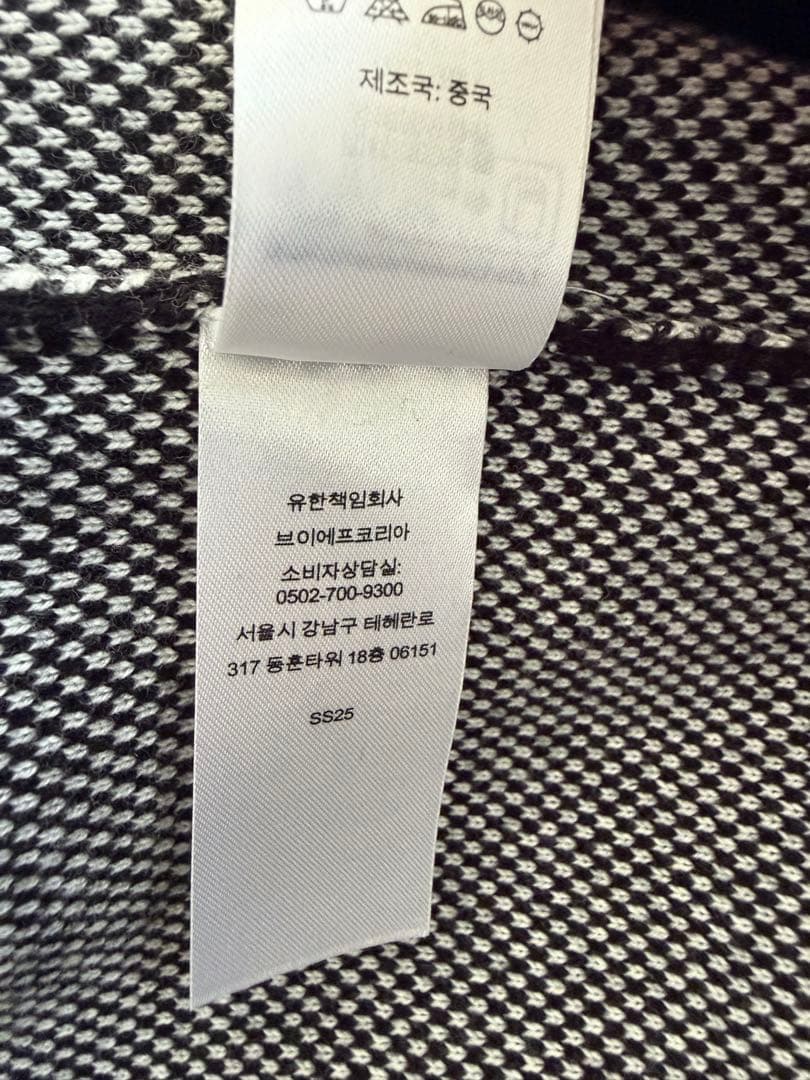 제조국: 중국
유한책임회사
브이에프코리아
소비자상담실:
0502-700-9300
서울시 강남구 테헤란로
317 동훈타워 18층 06151
SS25